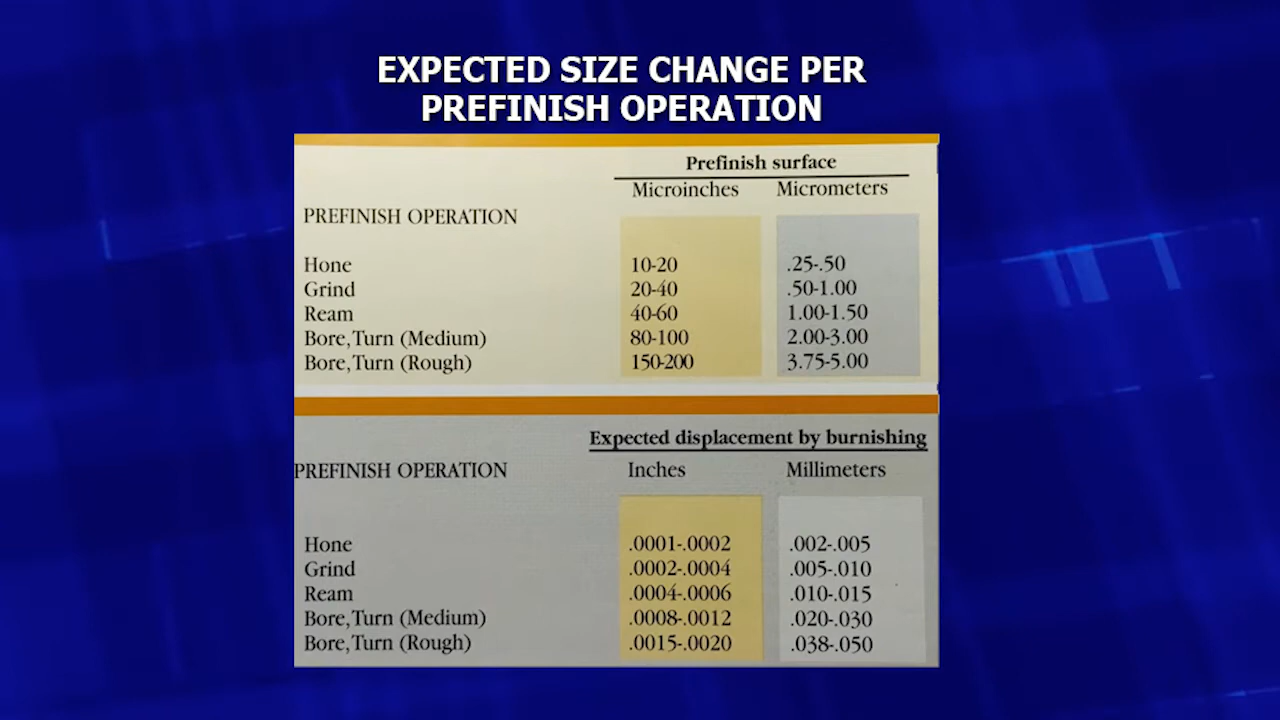 EXPECTED SIZE CHANGE PER
PREFINISH OPERATION
Prefinish surface
Microinches Micrometers
PREFINISH OPERATION
Hone 10-20 .25-.50
Grind 20-40 .50-1.00
Ream 40-60 1.00-1.50
Bore, Turn (Medium) 80-100 2.00-3.00
Bore, Turn (Rough) 150-200 3.75-5.00
Expected displacement by burnishing
PREFINISH OPERATION Inches Millimeters
Hone .0001-.0002 .002-.005
Grind .0002-.0004 .005-.010
Ream .0004-.0006 .010-.015
Bore, Turn (Medium) .0008-.0012 .020-.030
Bore, Turn (Rough) .0015-.0020 .038-.050